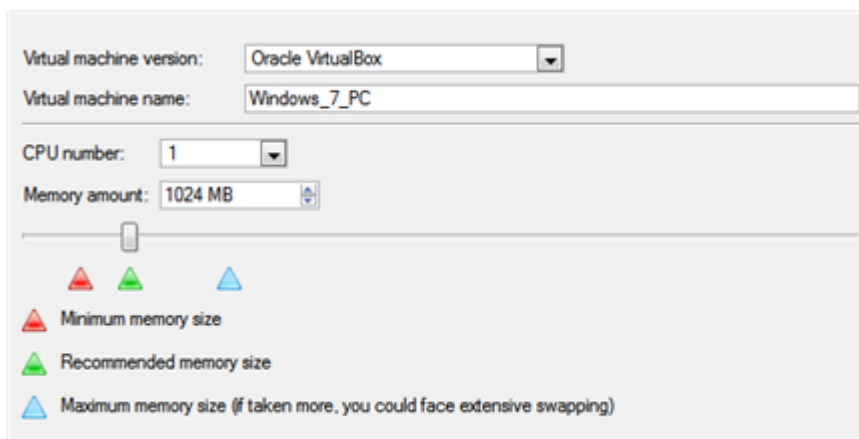 Virtual machine version: Oracle VirtualBox
Virtual machine name: Windows_7_PC
CPU number: 1
Memory amount: 1024 MB
Minimum memory size
Recommended memory size
Maximum memory size (if taken more, you could face extensive swapping)